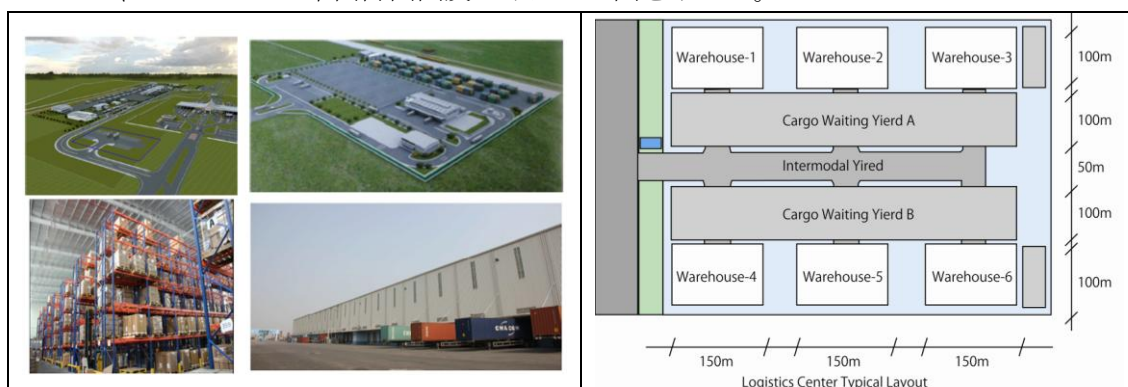 Warehouse-1
Warehouse-2
Warehouse-3
100m
Cargo Waiting Yierd A
100m
Intermodal Yired
50m
Cargo Waiting Yierd B
100m
Warehouse-4
Warehouse-5
Warehouse-6
100m
150m
150m
150m
Logistics Center Typical Layout